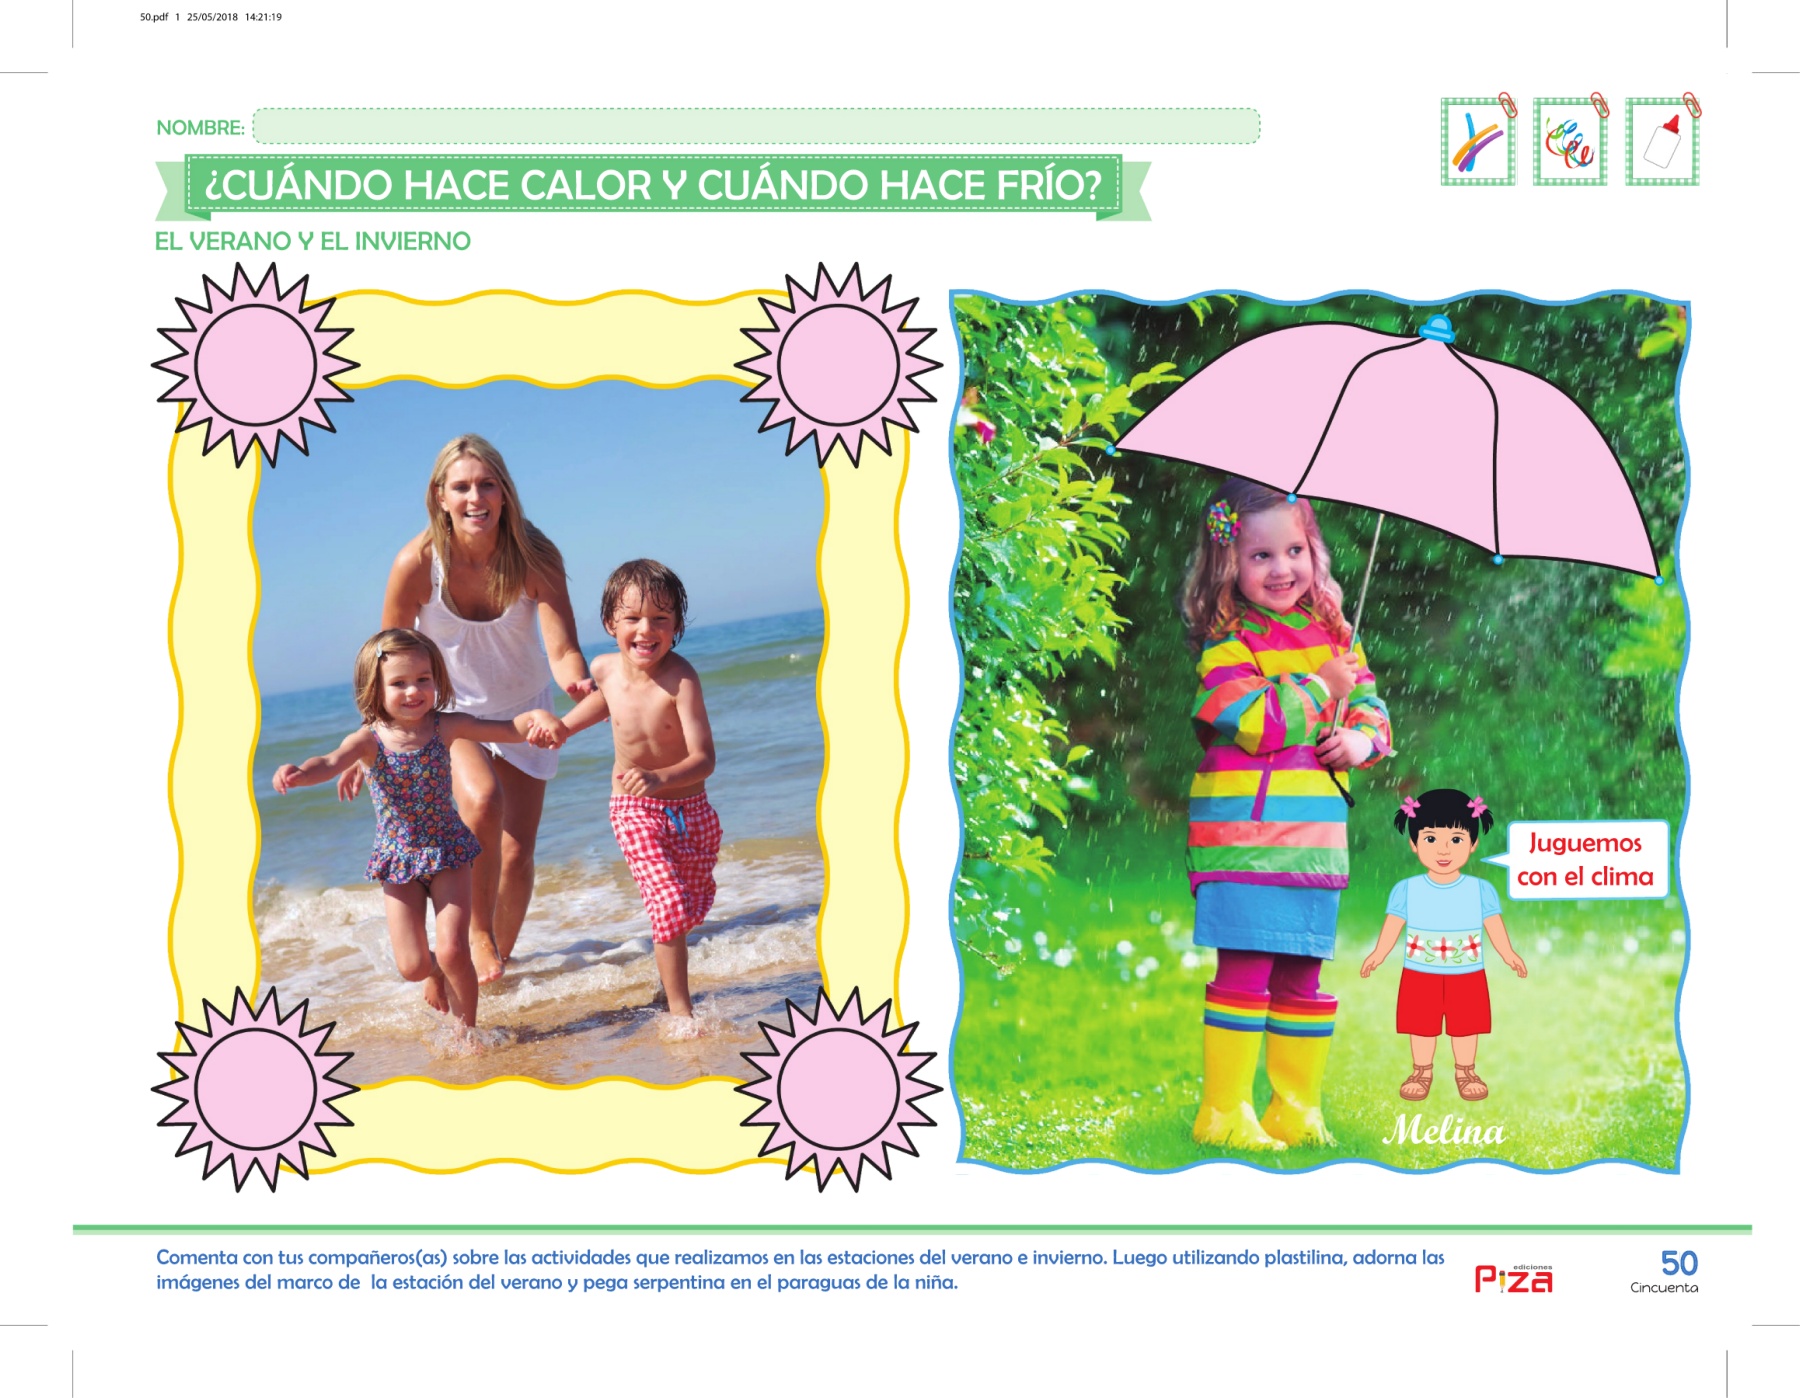 50.pdf 1 25/05/2018 14:21:19
NOMBRE:
¿CUÁNDO HACE CALOR Y CUÁNDO HACE FRÍO?
EL VERANO Y EL INVIERNO
Juguemos
con el clima
Melina
Comenta con tus compañeros(as) sobre las actividades que realizamos en las estaciones del verano e invierno. Luego utilizando plastilina, adorna las
imágenes del marco de la estación del verano y pega serpentina en el paraguas de la niña.
ediciones
Piza
50
Cincuenta